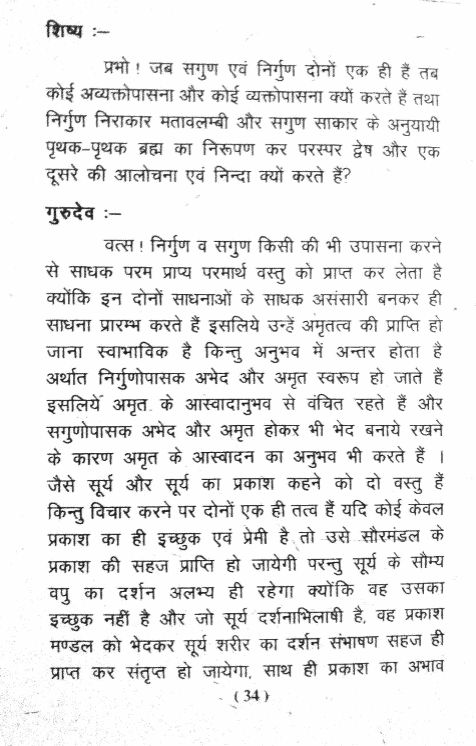 शिष्य :–
प्रभो ! जब सगुण एवं निर्गुण दोनों एक ही हैं तब
कोई अव्यक्तोपासना और कोई व्यक्तोपासना क्यों करते हैं तथा
निर्गुण निराकार मतावलम्बी और सगुण साकार के अनुयायी
पृथक–पृथक ब्रह्म का निरूपण कर परस्पर द्वेष और एक
दूसरे की आलोचना एवं निन्दा क्यों करते हैं?
गुरुदेव :–
वत्स ! निर्गुण व सगुण किसी की भी उपासना करने
से साधक परम प्राप्य परमार्थ वस्तु को प्राप्त कर लेता है
क्योंकि इन दोनों साधनाओं के साधक असंसारी बनकर ही
साधना प्रारम्भ करते हैं इसलिये उन्हें अमृतत्व की प्राप्ति हो
जाना स्वाभाविक है किन्तु अनुभव में अन्तर होता है
अर्थात निर्गुणोपासक अभेद और अमृत स्वरूप हो जाते हैं
इसलिये अमृत के आस्वादानुभव से वंचित रहते हैं और
सगुणोपासक अभेद और अमृत होकर भी भेद बनाये रखने
के कारण अमृत के आस्वादन का अनुभव भी करते हैं ।
जैसे सूर्य और सूर्य का प्रकाश कहने को दो वस्तु हैं
किन्तु विचार करने पर दोनों एक ही तत्व हैं यदि कोई केवल
प्रकाश का ही इच्छुक एवं प्रेमी है तो उसे सौरमंडल के
प्रकाश की सहज प्राप्ति हो जायेगी परन्तु सूर्य के सौम्य
वपु का दर्शन अलभ्य ही रहेगा क्योंकि वह उसका
इच्छुक नहीं है और जो सूर्य दर्शनाभिलाषी है, वह प्रकाश
मण्डल को भेदकर सूर्य शरीर का दर्शन संभाषण सहज ही
प्राप्त कर संतृप्त हो जायेगा, साथ ही प्रकाश का अभाव
( 34 )